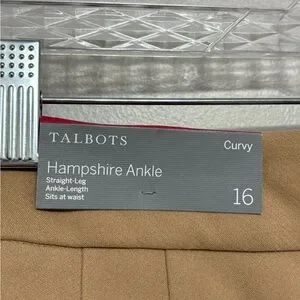 TALBOTS
Curvy
Hampshire Ankle
Straight-Leg
Ankle-Length
Sits at waist
16